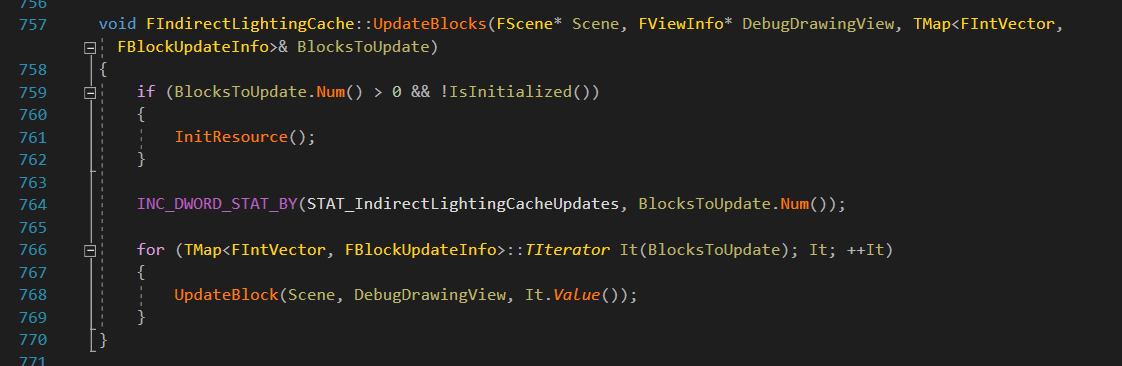 756
757 void FIndirectLightingCache::UpdateBlocks(FScene* Scene, FViewInfo* DebugDrawingView, TMap<FIntVector,
FBlockUpdateInfo>& BlocksToUpdate)
758 {
759 if (BlocksToUpdate.Num() > 0 && !IsInitialized())
760 {
761 InitResource();
762 }
763
764 INC_DWORD_STAT_BY(STAT_IndirectLightingCacheUpdates, BlocksToUpdate.Num());
765
766 for (TMap<FIntVector, FBlockUpdateInfo>::TIterator It(BlocksToUpdate); It; ++It)
767 {
768 UpdateBlock(Scene, DebugDrawingView, It.Value());
769 }
770 }
771